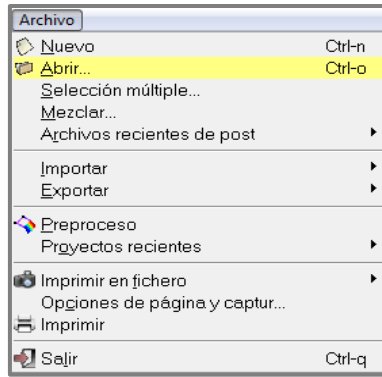 Archivo
Nuevo Ctrl-n
Abrir... Ctrl-o
Selección múltiple...
Mezclar...
Archivos recientes de post
Importar
Exportar
Preproceso
Proyectos recientes
Imprimir en fichero
Opciones de página y captur...
Imprimir
Salir Ctrl-q